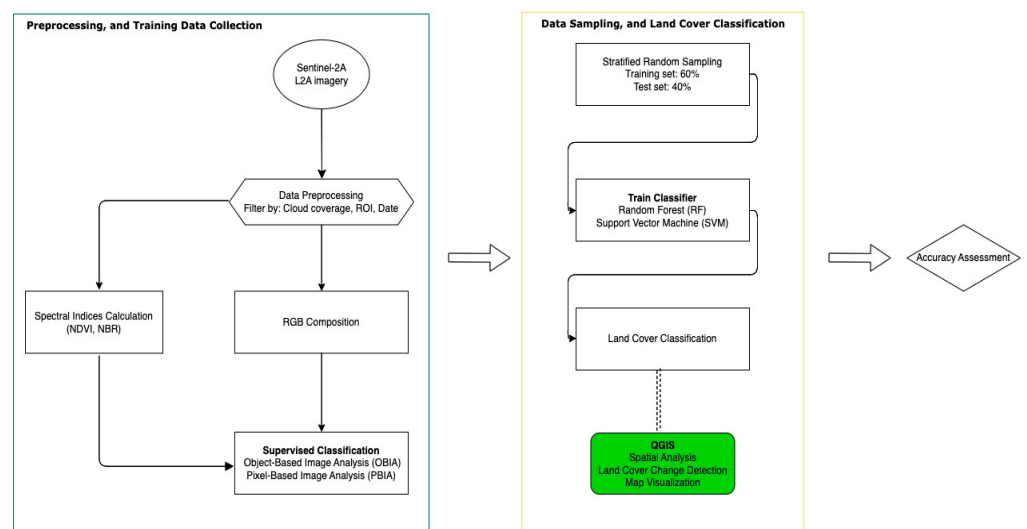 Preprocessing, and Training Data Collection
Sentinel-2A
L2A imagery
Data Preprocessing
Filter by: Cloud coverage, ROI, Date
Spectral Indices Calculation
(NDVI, NBR)
RGB Composition
Supervised Classification
Object-Based Image Analysis (OBIA)
Pixel-Based Image Analysis (PBIA)
Data Sampling, and Land Cover Classification
Stratified Random Sampling
Training set: 60%
Test set: 40%
Train Classifier
Random Forest (RF)
Support Vector Machine (SVM)
Land Cover Classification
QGIS
Spatial Analysis
Land Cover Change Detection
Map Visualization
Accuracy Assessment